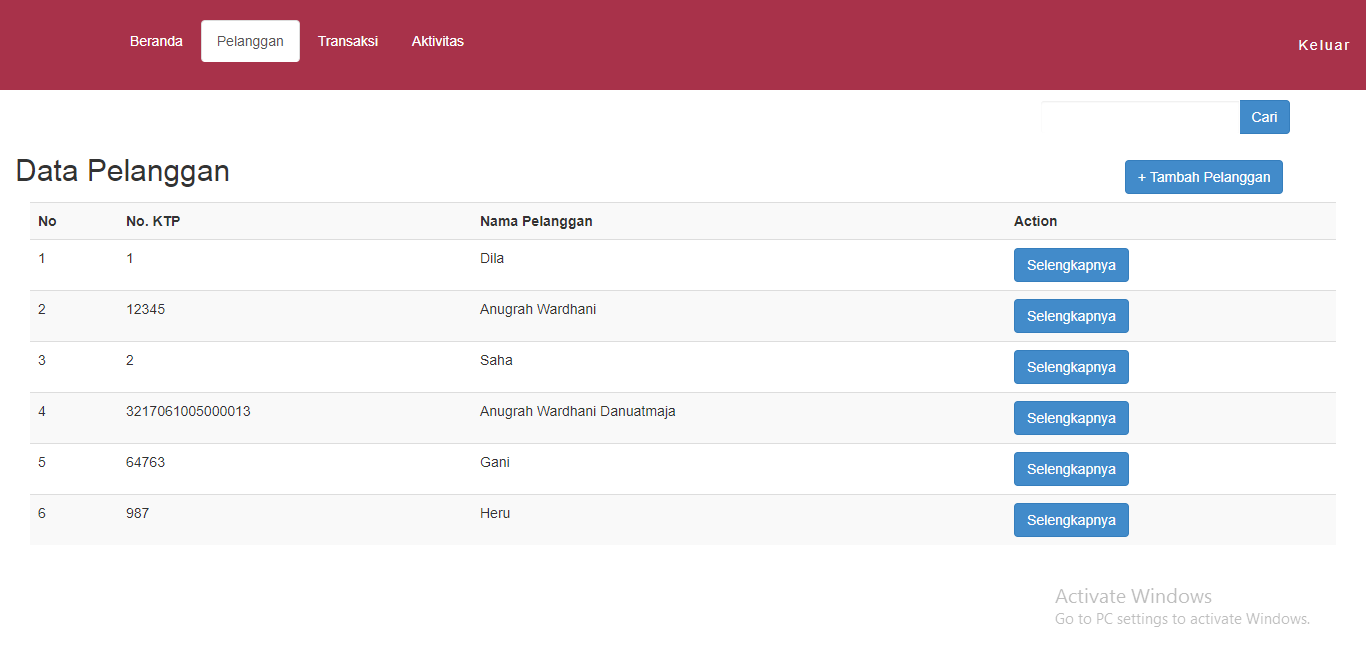 Beranda Pelanggan Transaksi Aktivitas Keluar
Cari
Data Pelanggan + Tambah Pelanggan
No No. KTP Nama Pelanggan Action
1 1 Dila Selengkapnya
2 12345 Anugrah Wardhani Selengkapnya
3 2 Saha Selengkapnya
4 3217061005000013 Anugrah Wardhani Danuatmaja Selengkapnya
5 64763 Gani Selengkapnya
6 987 Heru Selengkapnya
Activate Windows
Go to PC settings to activate Windows.